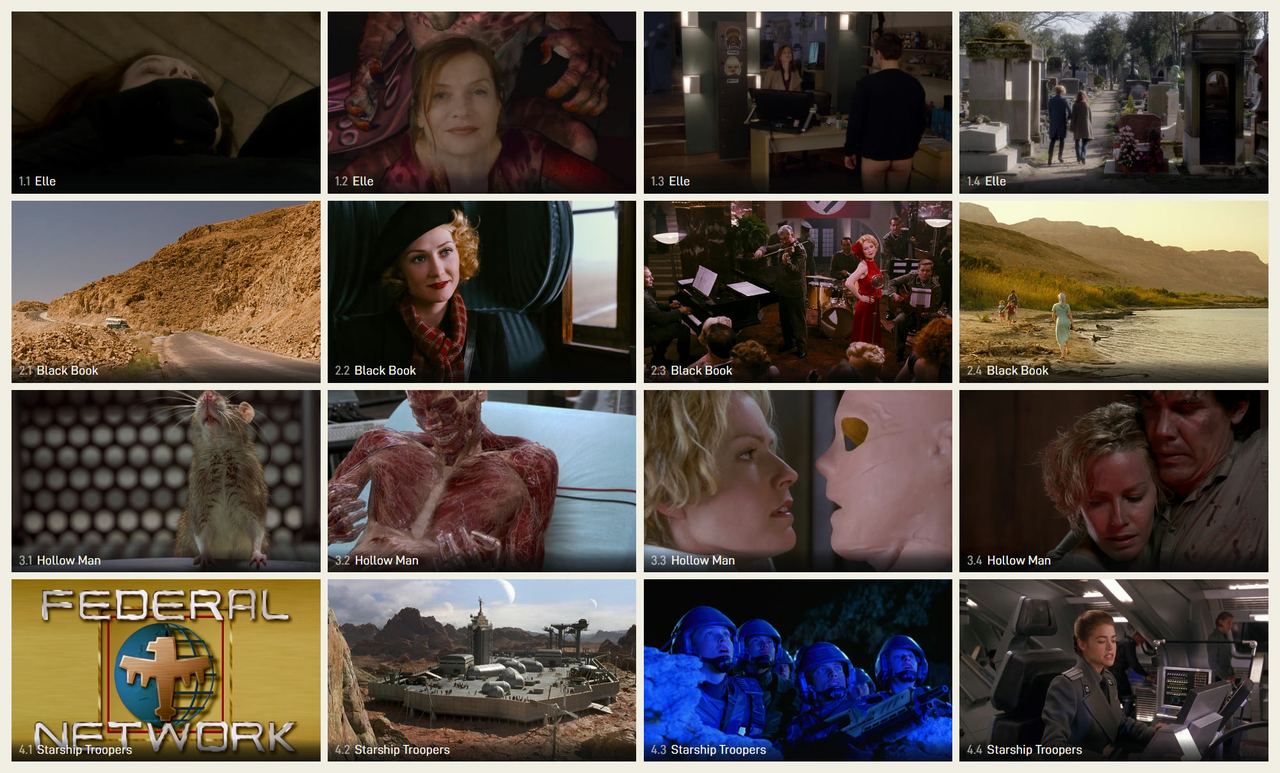 1.1 Elle
1.2 Elle
1.3 Elle
1.4 Elle
2.1 Black Book
2.2 Black Book
2.3 Black Book
2.4 Black Book
3.1 Hollow Man
3.2 Hollow Man
3.3 Hollow Man
3.4 Hollow Man
FEDERAL
NETWORK
4.1 Starship Troopers
4.2 Starship Troopers
4.3 Starship Troopers
4.4 Starship Troopers